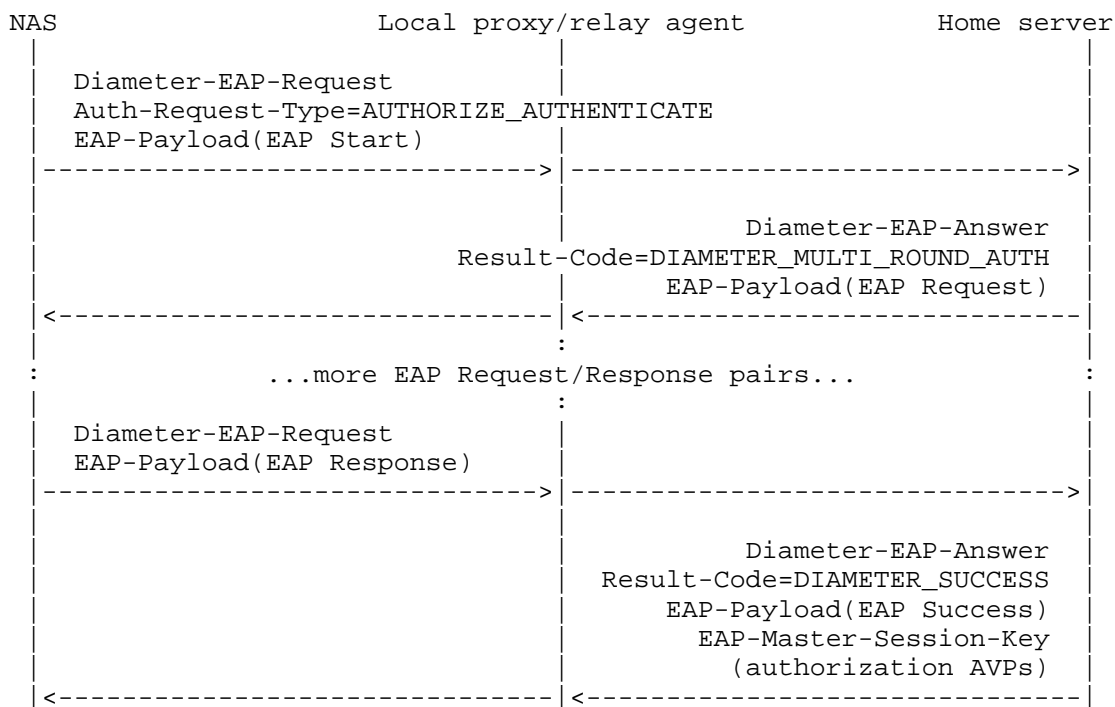 NAS Local proxy/relay agent Home server
Diameter-EAP-Request
Auth-Request-Type=AUTHORIZE_AUTHENTICATE
EAP-Payload(EAP Start)
Diameter-EAP-Answer
Result-Code=DIAMETER_MULTI_ROUND_AUTH
EAP-Payload(EAP Request)
...more EAP Request/Response pairs...
Diameter-EAP-Request
EAP-Payload(EAP Response)
Diameter-EAP-Answer
Result-Code=DIAMETER_SUCCESS
EAP-Payload(EAP Success)
EAP-Master-Session-Key
(authorization AVPs)